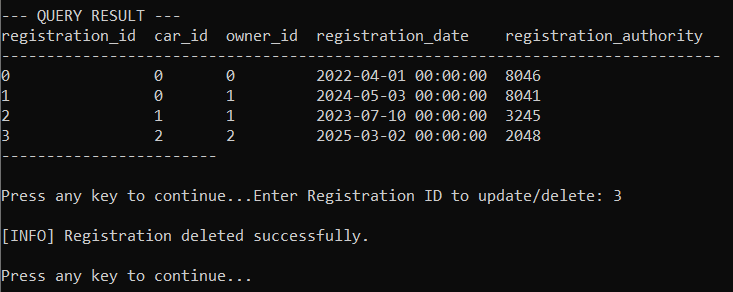 --- QUERY RESULT ---
registration_id  car_id  owner_id  registration_date    registration_authority
--------------------------------------------------------------------------------
0                0       0         2022-04-01 00:00:00  8046
1                0       1         2024-05-03 00:00:00  8041
2                1       1         2023-07-10 00:00:00  3245
3                2       2         2025-03-02 00:00:00  2048
------------------------
Press any key to continue...Enter Registration ID to update/delete: 3
[INFO] Registration deleted successfully.
Press any key to continue...